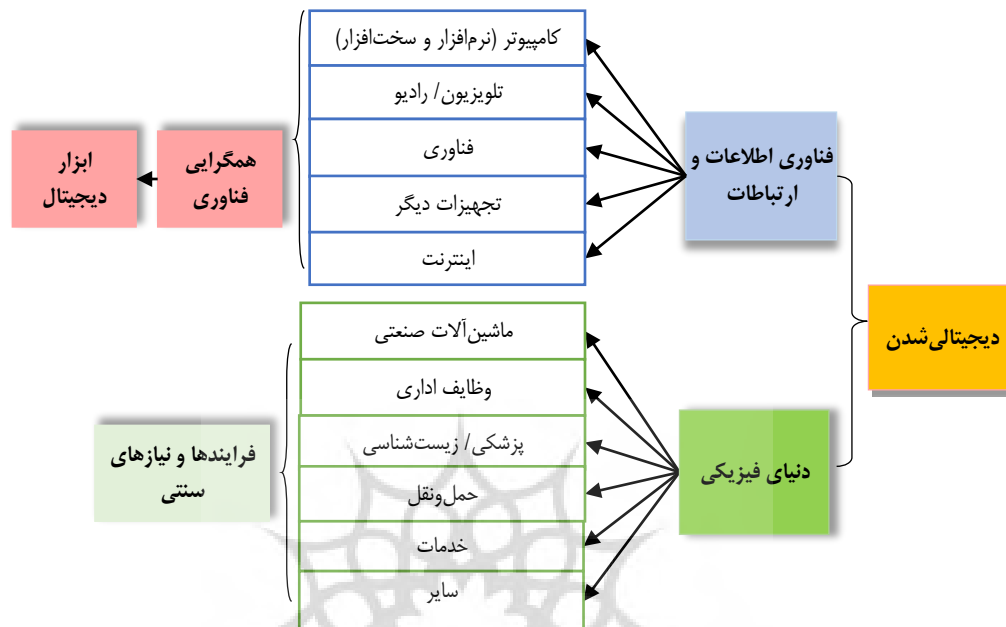 دیجیتالی‌شدن
فناوری اطلاعات و
ارتباطات
کامپیوتر (نرم‌افزار و سخت‌افزار)
تلویزیون/ رادیو
فناوری
تجهیزات دیگر
اینترنت
همگرایی
فناوری
ابزار
دیجیتال
دنیای فیزیکی
ماشین‌آلات صنعتی
وظایف اداری
پزشکی/ زیست‌شناسی
حمل‌ونقل
خدمات
سایر
فرایندها و نیازهای
سنتی